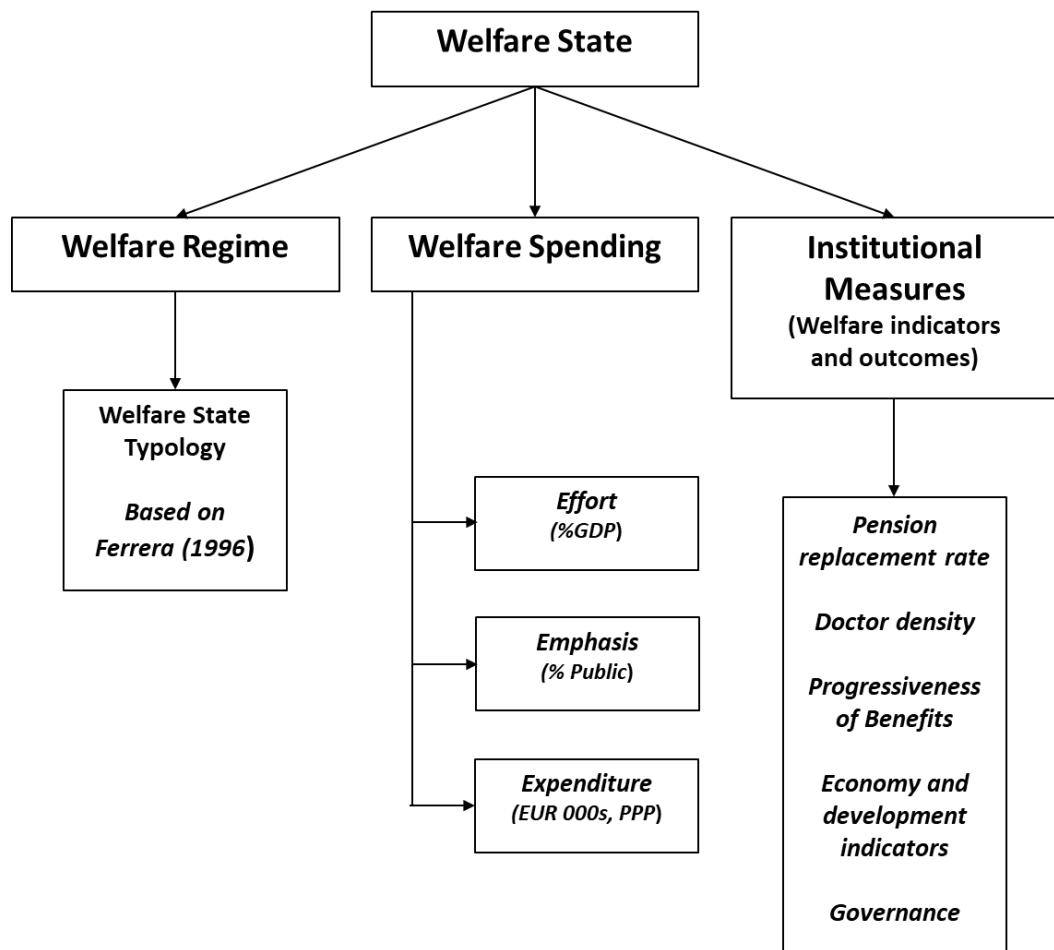 Welfare State
Welfare Regime
Welfare Spending
Institutional
Measures
(Welfare indicators
and outcomes)
Welfare State
Typology
Based on
Ferrera (1996)
Effort
(%GDP)
Emphasis
(% Public)
Expenditure
(EUR 000s, PPP)
Pension
replacement rate
Doctor density
Progressiveness
of Benefits
Economy and
development
indicators
Governance